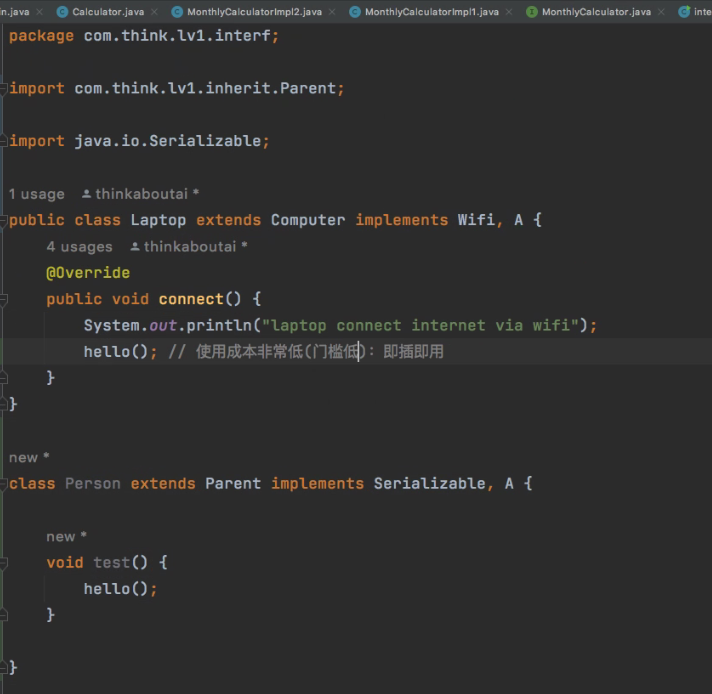 in.java × Calculator.java × MonthlyCalculatorImpl2.java × MonthlyCalculatorImpl1.java × MonthlyCalculator.java × inte
package com.think.lv1.interf;
import com.think.lv1.inherit.Parent;
import java.io.Serializable;
1 usage thinkaboutai *
public class Laptop extends Computer implements Wifi, A {
4 usages thinkaboutai *
@Override
public void connect() {
System.out.println("laptop connect internet via wifi");
hello(); // 使用成本非常低(门槛低): 即插即用
}
}
new *
class Person extends Parent implements Serializable, A {
new *
void test() {
hello();
}
}